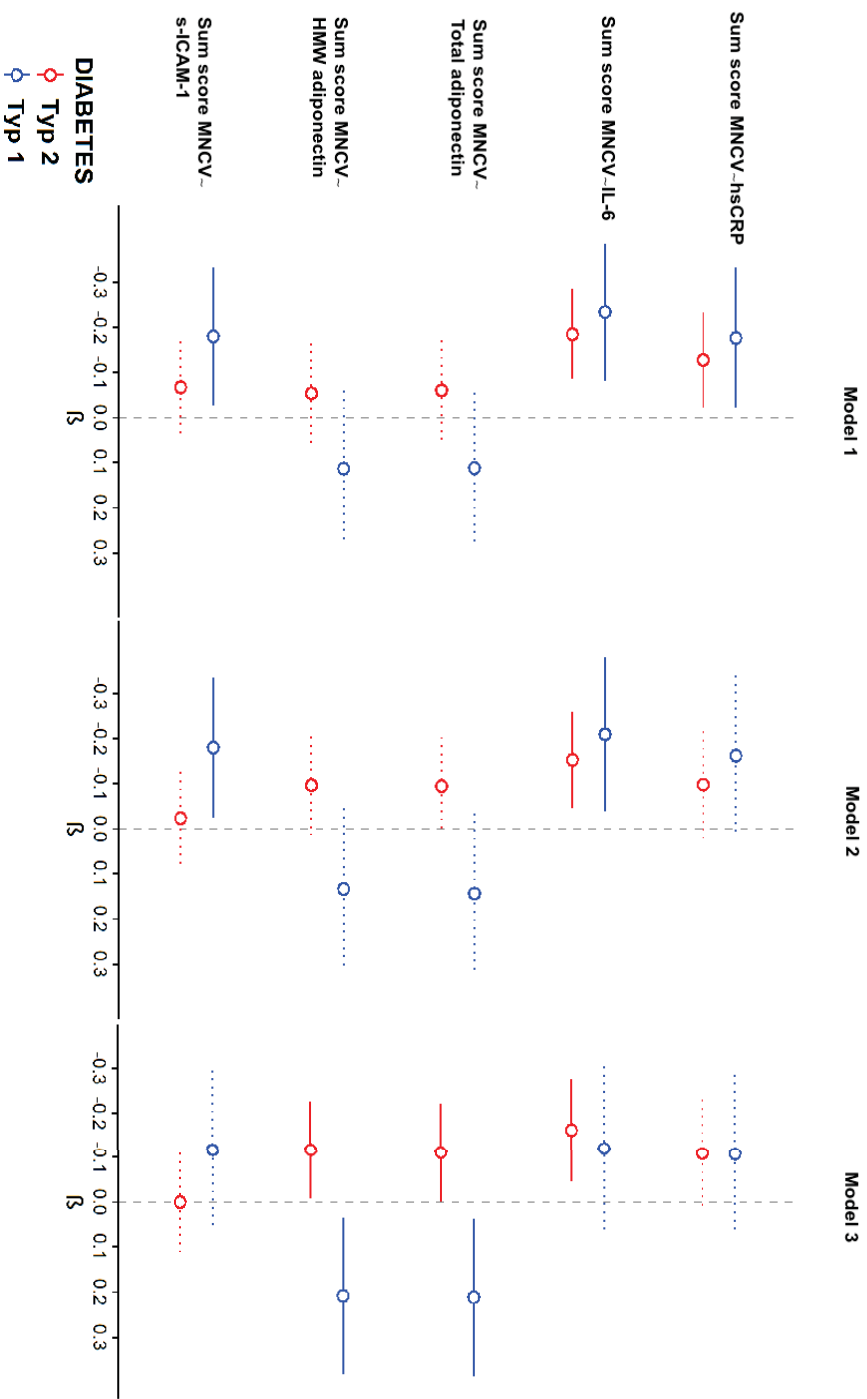 Model 1
Model 2
Model 3
Sum score MNCV~hsCRP
Sum score MNCV~IL-6
Sum score MNCV~
Total adiponectin
Sum score MNCV~
HMW adiponectin
Sum score MNCV~
s-ICAM-1
-0.3 -0.2 -0.1 0.0 0.1 0.2 0.3
-0.3 -0.2 -0.1 0.0 0.1 0.2 0.3
-0.3 -0.2 -0.1 0.0 0.1 0.2 0.3
ß
ß
ß
DIABETES
Typ 2
Typ 1